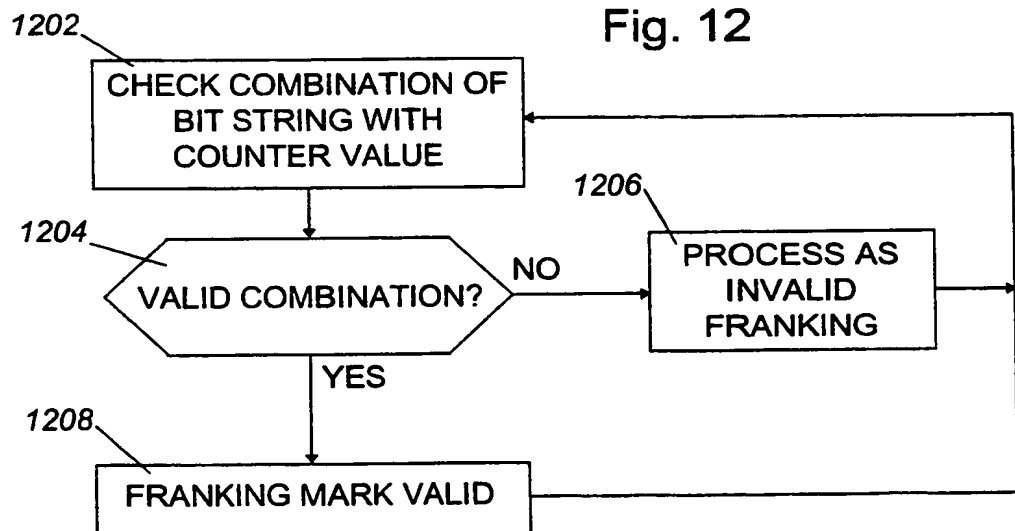 Fig. 12
1202
CHECK COMBINATION OF
BIT STRING WITH
COUNTER VALUE
1204
VALID COMBINATION?
NO
1206
PROCESS AS
INVALID
FRANKING
YES
1208
FRANKING MARK VALID